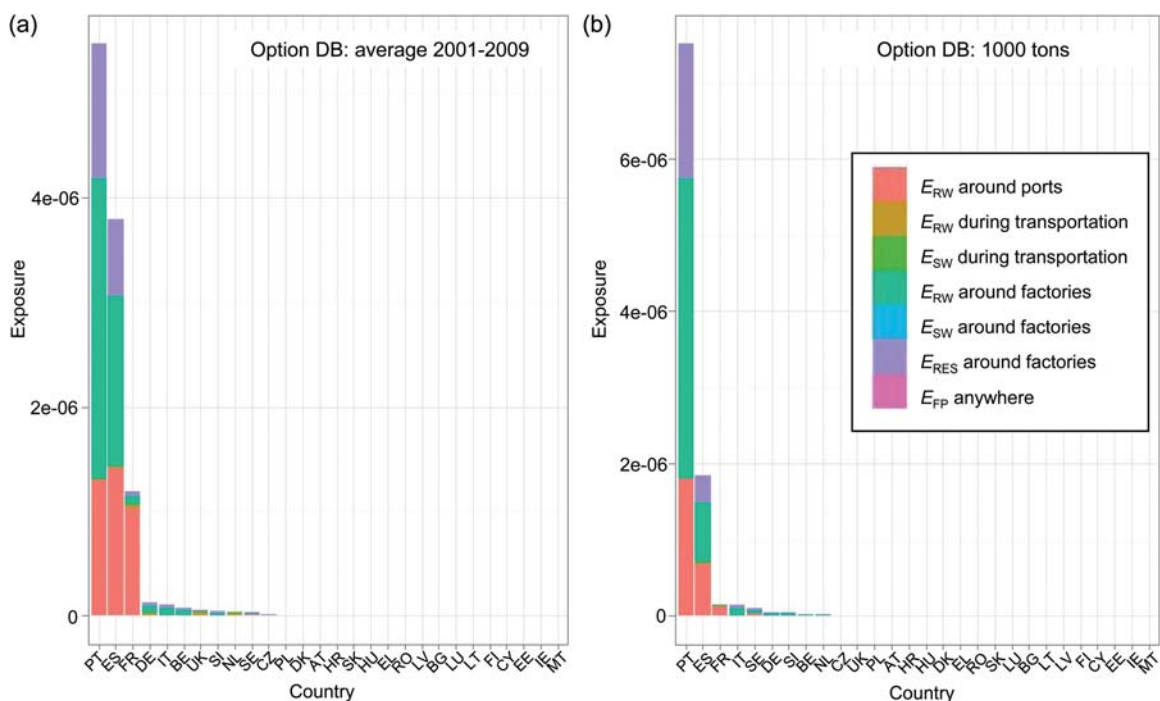 (a)
Option DB: average 2001-2009
Exposure
4e-06
2e-06
0
PT ES FR DE IT BE UK SI NL SE CZ PL DK AT HR SK HU EL RO LV BG LU LT FI CY EE IE MT
Country
(b)
Option DB: 1000 tons
Exposure
6e-06
4e-06
2e-06
0
E_RW around ports
E_RW during transportation
E_SW during transportation
E_RW around factories
E_SW around factories
E_RES around factories
E_FP anywhere
PT ES FR IT SE DE SI BE NL CZ UK PL AT HR HU DK EL RO SK LU BG LT LV FI CY EE IE MT
Country